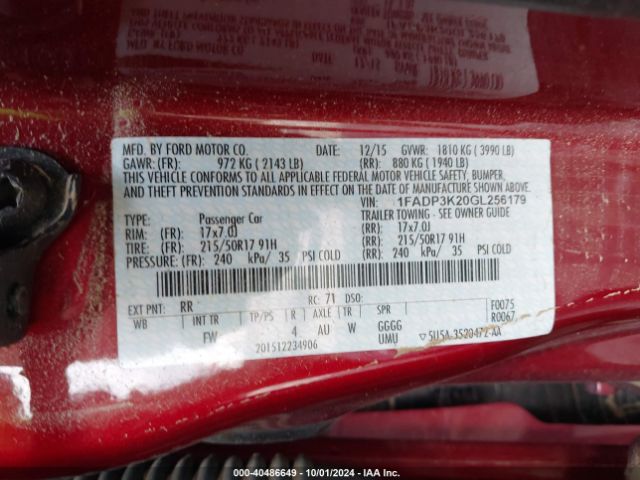 MFD. BY FORD MOTOR CO. DATE: 12/15 GVWR: 1810 KG ( 3990 LB)
GAWR: (FR): 972 KG ( 2143 LB) (RR): 880 KG ( 1940 LB)
THIS VEHICLE CONFORMS TO ALL APPLICABLE FEDERAL MOTOR VEHICLE SAFETY, BUMPER,
AND THEFT PREVENTION STANDARDS IN EFFECT ON THE DATE OF MANUFACTURE SHOWN ABOVE.
VIN: 1FADP3K20GL256179
TYPE: Passenger Car TRAILER TOWING - SEE OWNER GUIDE
RIM: (FR): 17x7.0J (RR): 17x7.0J
TIRE: (FR): 215/50R17 91H (RR): 215/50R17 91H
PRESSURE: (FR): 240 kPa/ 35 PSI COLD (RR): 240 kPa/ 35 PSI COLD
EXT PNT: RR RC: 71 DSO: F0075
WB INT TR TP/PS R AXLE TR SPR R0067
FW 4 AU W GGGG
UMU
201512234906 5U5A-3520472-AA
000-40486649 - 10/01/2024 - IAA Inc.